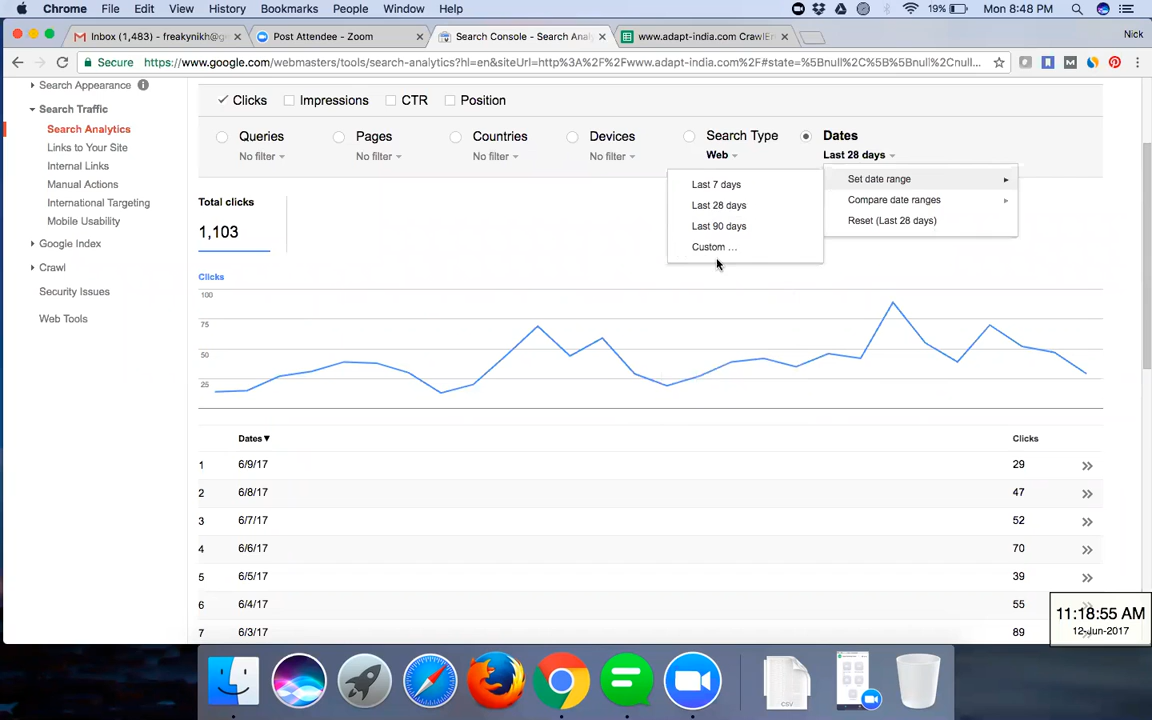 Chrome File Edit View History Bookmarks People Window Help 19% Mon 8:48 PM
Inbox (1,483) - freakynikh@g Post Attendee - Zoom Search Console - Search Anal www.adapt-india.com CrawlEr Nick
Secure https://www.google.com/webmasters/tools/search-analytics?hl=en&siteUrl=http%3A%2F%2Fwww.adapt-india.com%2F#state=%5Bnull%2C%5Bnull%2Cnull...
Search Appearance
Search Traffic
Search Analytics
Links to Your Site
Internal Links
Manual Actions
International Targeting
Mobile Usability
Google Index
Crawl
Security Issues
Web Tools
Clicks Impressions CTR Position
Queries Pages Countries Devices Search Type Dates
No filter No filter No filter No filter Web Last 28 days
Set date range
Compare date ranges
Reset (Last 28 days)
Last 7 days
Last 28 days
Last 90 days
Custom ...
Total clicks
1,103
Clicks
100
75
50
25
Dates▼ Clicks
1 6/9/17 29
2 6/8/17 47
3 6/7/17 52
4 6/6/17 70
5 6/5/17 39
6 6/4/17 55
7 6/3/17 89
11:18:55 AM
12-Jun-2017
CSV